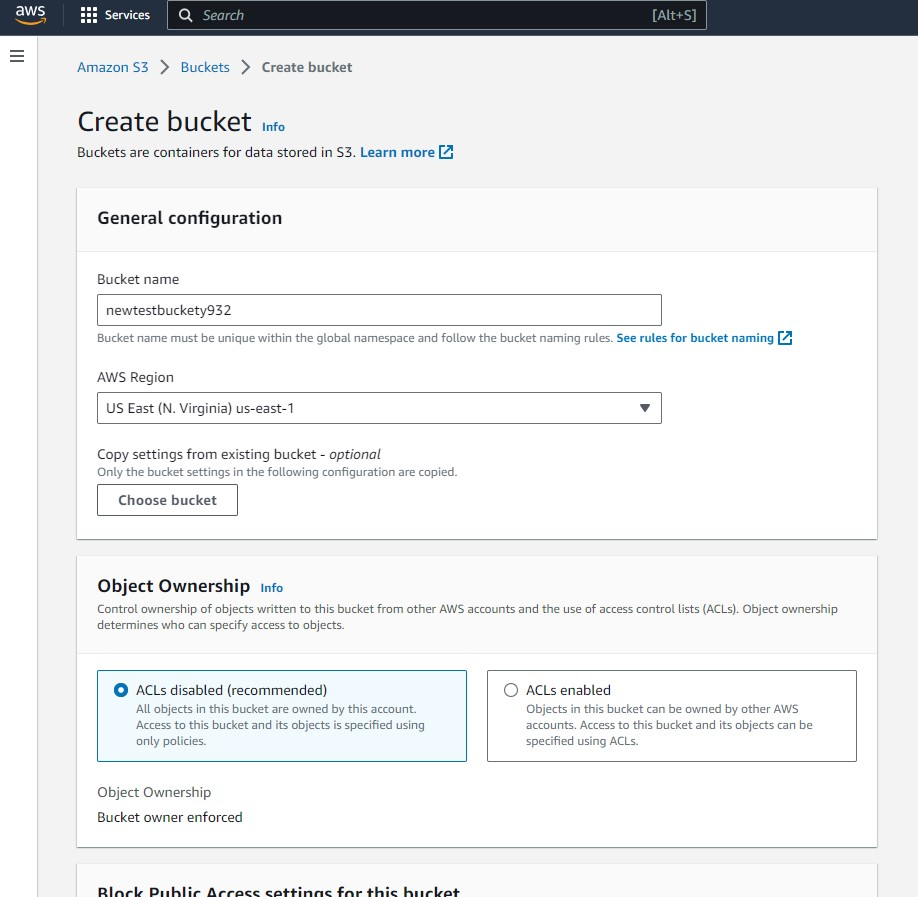 aws Services Search [Alt+S]
Amazon S3 > Buckets > Create bucket
Create bucket Info
Buckets are containers for data stored in S3. Learn more
General configuration
Bucket name
newtestbuckety932
Bucket name must be unique within the global namespace and follow the bucket naming rules. See rules for bucket naming
AWS Region
US East (N. Virginia) us-east-1
Copy settings from existing bucket - optional
Only the bucket settings in the following configuration are copied.
Choose bucket
Object Ownership Info
Control ownership of objects written to this bucket from other AWS accounts and the use of access control lists (ACLs). Object ownership
determines who can specify access to objects.
ACLs disabled (recommended)
All objects in this bucket are owned by this account.
Access to this bucket and its objects is specified using
only policies.
ACLs enabled
Objects in this bucket can be owned by other AWS
accounts. Access to this bucket and its objects can be
specified using ACLs.
Object Ownership
Bucket owner enforced
Block Public Access settings for this bucket